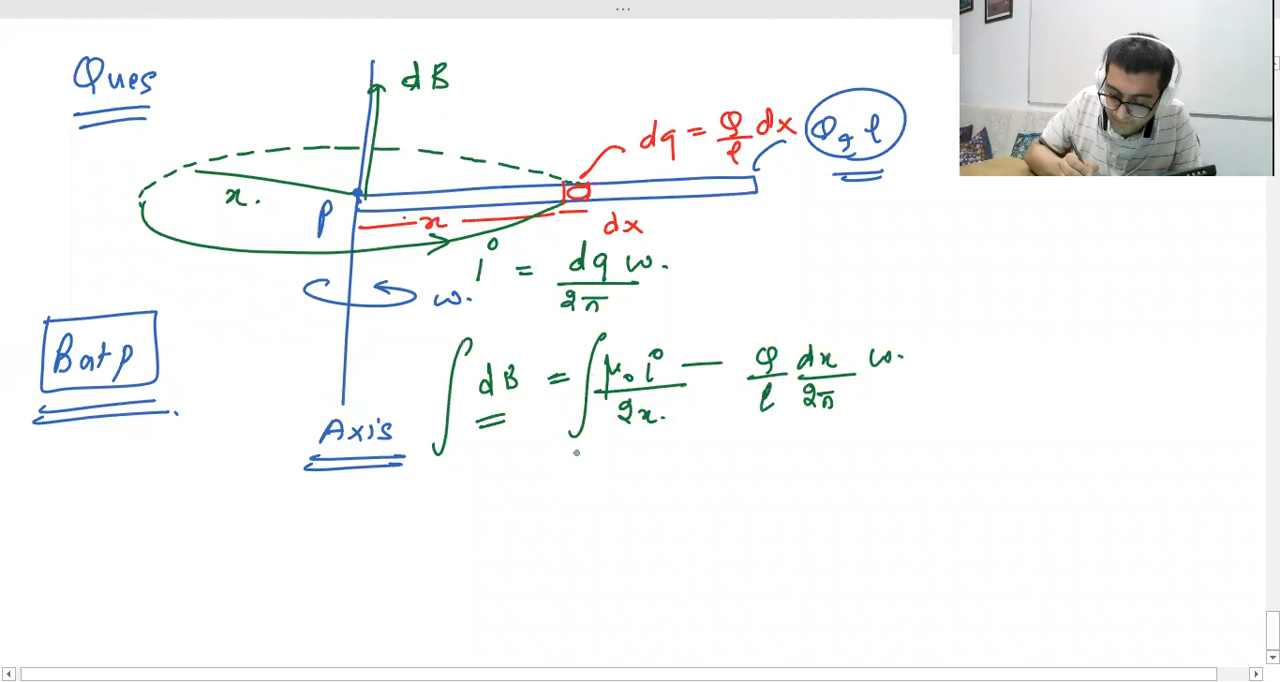 Ques
dB
dq = Q/l dx
Q, l
x.
P
x
dx
i = dq ω. / 2π
ω.
B at P
∫ dB = ∫ μ₀ i / 2x. — Q/l dx/2π ω.
Axis